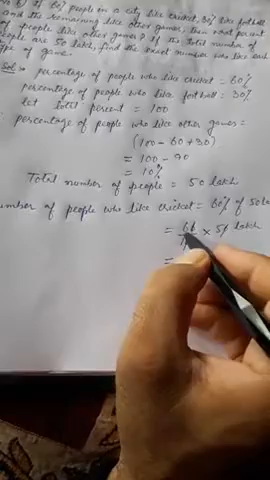 No 6) If 60% people in a city like cricket, 30% like football
and the remaining like other games, then what percent
of people like other games? If the total number of
people are 50 lakh, find the exact number who like each
type of game.
Sol:- percentage of people who like cricket = 60%
percentage of people who like football = 30%
let total percent = 100
∴ percentage of people who like other games =
(100 - 60 + 30)
= 100 - 90
= 10%
Total number of people = 50 lakh
Number of people who like cricket = 60% of 50 la
= 60 × 50 lakh
=